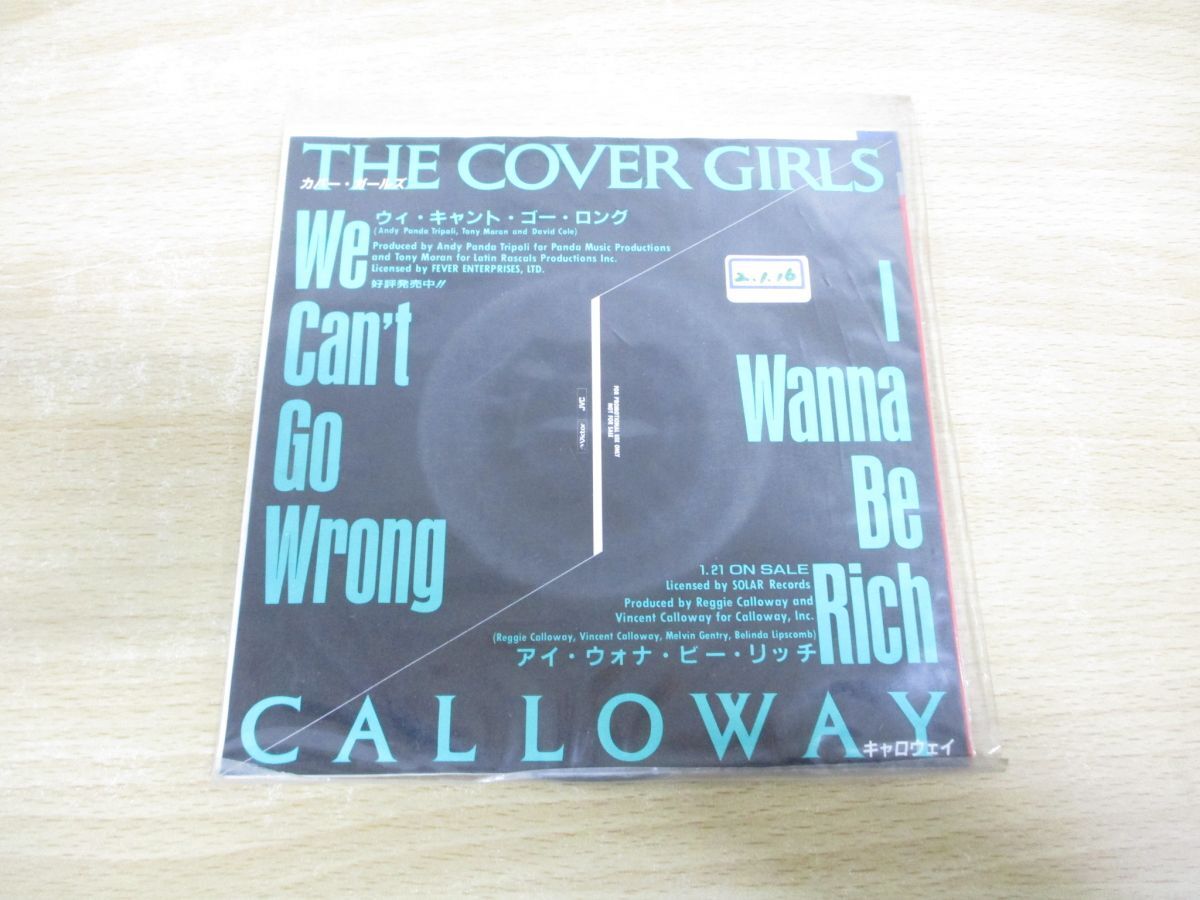 THE COVER GIRLS
カバー・ガールズ
We
Can't
Go
Wrong
ウィ・キャント・ゴー・ロング
(Andy Panda Tripoli, Tony Moran and David Cole)
Produced by Andy Panda Tripoli for Panda Music Productions
and Tony Moran for Latin Rascals Productions Inc.
Licensed by FEVER ENTERPRISES, LTD.
好評発売中!!
2.1.16
JVC
Victor
FOR PROMOTIONAL USE ONLY
NOT FOR SALE
I
Wanna
Be
Rich
1.21 ON SALE
Licensed by SOLAR Records
Produced by Reggie Calloway and
Vincent Calloway for Calloway, Inc.
(Reggie Calloway, Vincent Calloway, Melvin Gentry, Belinda Lipscomb)
アイ・ウォナ・ビー・リッチ
CALLOWAY
キャロウェイ